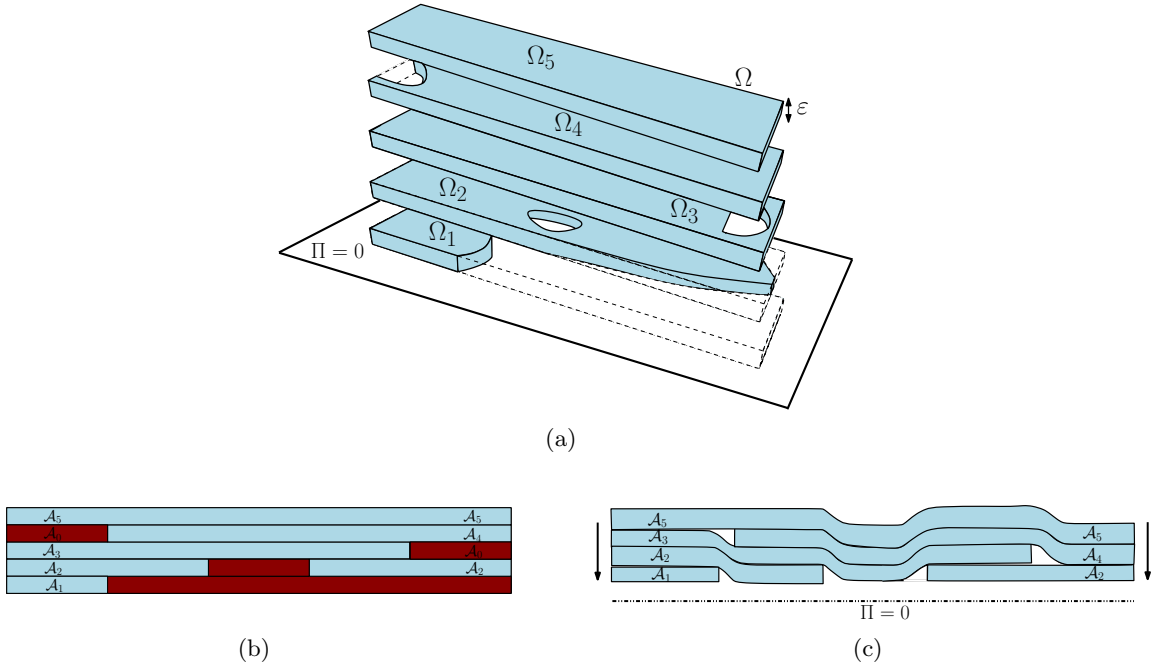 Ω₅
Ω
ε
Ω₄
Ω₂
Ω₃
Ω₁
Π = 0
(a)
𝒜₅ 𝒜₅
𝒜₀ 𝒜₄
𝒜₃ 𝒜₀
𝒜₂ 𝒜₂
𝒜₁
(b)
𝒜₅ 𝒜₅
𝒜₃
𝒜₂ 𝒜₄
𝒜₁ 𝒜₂
Π = 0
(c)